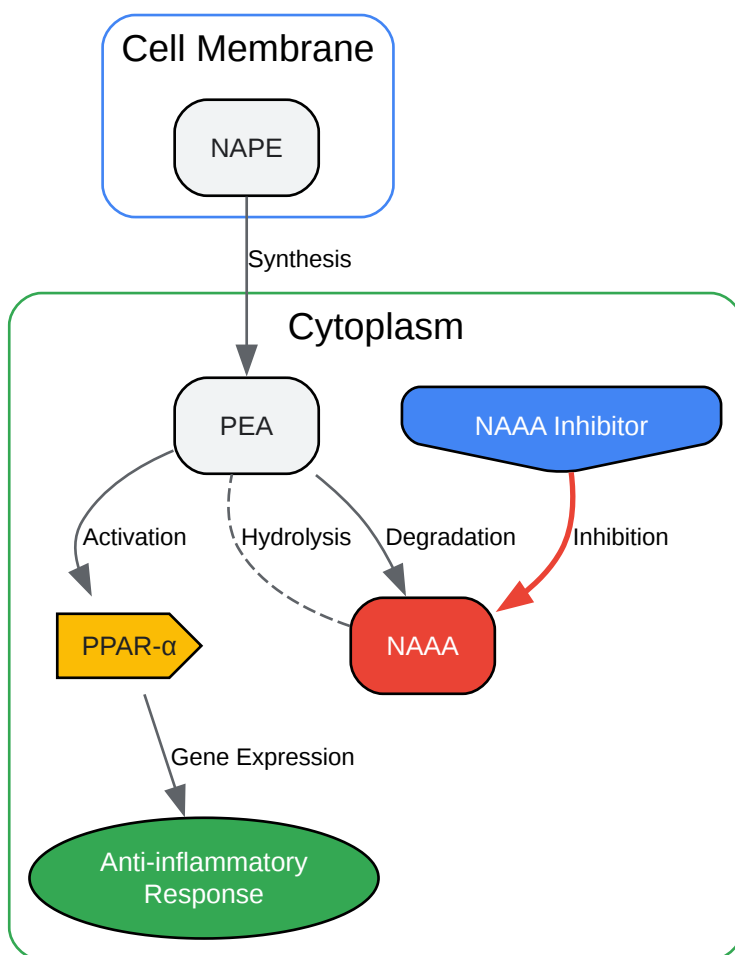 Cell Membrane
NAPE
Synthesis
Cytoplasm
PEA
NAAA Inhibitor
Activation
Hydrolysis
Degradation
Inhibition
PPAR-α
NAAA
Gene Expression
Anti-inflammatory
Response